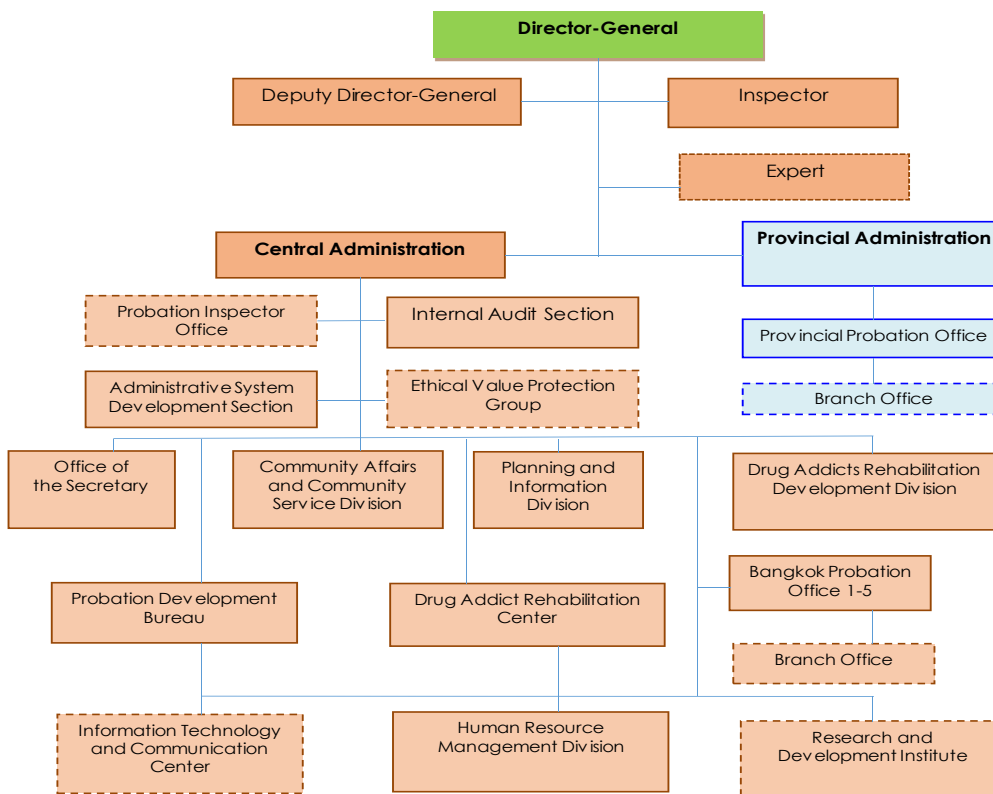 Director-General
Deputy Director-General
Inspector
Expert
Central Administration
Provincial Administration
Probation Inspector
Office
Internal Audit Section
Provincial Probation Office
Administrative System
Development Section
Ethical Value Protection
Group
Branch Office
Office of
the Secretary
Community Affairs
and Community
Service Division
Planning and
Information
Division
Drug Addicts Rehabilitation
Development Division
Probation Development
Bureau
Drug Addict Rehabilitation
Center
Bangkok Probation
Office 1-5
Branch Office
Information Technology
and Communication
Center
Human Resource
Management Division
Research and
Development Institute